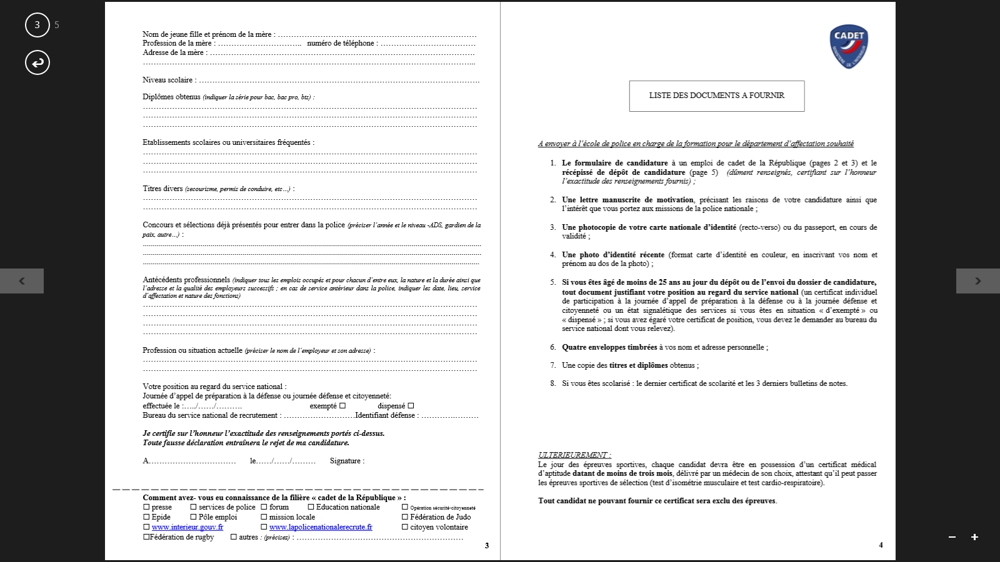 3 5
Nom de jeune fille et prénom de la mère : ……………………………………………………………………
Profession de la mère : ………………………….. numéro de téléphone : ………………………………
Adresse de la mère : ……………………………………………………………………………………………
…………………………………………………………………………………………………………………...
Niveau scolaire : …………………………………………………………………………………………………
Diplômes obtenus (indiquer la série pour bac, bac pro, bts) :
……………………………………………………………………………………………………………………
……………………………………………………………………………………………………………………
……………………………………………………………………………………………………………………
Etablissements scolaires ou universitaires fréquentés :
……………………………………………………………………………………………………………………
……………………………………………………………………………………………………………………
……………………………………………………………………………………………………………………
Titres divers (secourisme, permis de conduire, etc…) :
……………………………………………………………………………………………………………………
……………………………………………………………………………………………………………………
Concours et sélections déjà présentés pour entrer dans la police (préciser l'année et le niveau -ADS, gardien de la
paix, autre…) :
……………………………………………………………………………………………………………………
……………………………………………………………………………………………………………………
……………………………………………………………………………………………………………………
Antécédents professionnels (indiquer tous les emplois occupés et pour chacun d'entre eux, la nature et la durée ainsi que
l'adresse et la qualité des employeurs successifs ; en cas de service antérieur dans la police, indiquer les date, lieu, service
d'affectation et nature des fonctions)
……………………………………………………………………………………………………………………
……………………………………………………………………………………………………………………
……………………………………………………………………………………………………………………
……………………………………………………………………………………………………………………
Profession ou situation actuelle (préciser le nom de l'employeur et son adresse) :
……………………………………………………………………………………………………………………
……………………………………………………………………………………………………………………
Votre position au regard du service national :
Journée d'appel de préparation à la défense ou journée défense et citoyenneté:
effectuée le :…../……/………. exempté ☐ dispensé ☐
Bureau du service national de recrutement : ……………………….Identifiant défense : …………………
Je certifie sur l'honneur l'exactitude des renseignements portés ci-dessus.
Toute fausse déclaration entraînera le rejet de ma candidature.
A…………………………… le……/……/……… Signature :
Comment avez- vous eu connaissance de la filière « cadet de la République » :
☐ presse ☐ services de police ☐ forum ☐ Education nationale ☐ Opération sécurité-citoyenneté
☐ Epide ☐ Pôle emploi ☐ mission locale ☐ Fédération de Judo
☐ www.interieur.gouv.fr ☐ www.lapolicenationalerecrute.fr ☐ citoyen volontaire
☐Fédération de rugby ☐ autres : (précisez) : …………………………………………………………
3
CADET
MINISTERE DE L'INTERIEUR
LISTE DES DOCUMENTS A FOURNIR
A envoyer à l'école de police en charge de la formation pour le département d'affectation souhaité
1. Le formulaire de candidature à un emploi de cadet de la République (pages 2 et 3) et le
récépissé de dépôt de candidature (page 5) (dûment renseignés, certifiant sur l'honneur
l'exactitude des renseignements fournis) ;
2. Une lettre manuscrite de motivation, précisant les raisons de votre candidature ainsi que
l'intérêt que vous portez aux missions de la police nationale ;
3. Une photocopie de votre carte nationale d'identité (recto-verso) ou du passeport, en cours de
validité ;
4. Une photo d'identité récente (format carte d'identité en couleur, en inscrivant vos nom et
prénom au dos de la photo) ;
5. Si vous êtes âgé de moins de 25 ans au jour du dépôt ou de l'envoi du dossier de candidature,
tout document justifiant votre position au regard du service national (un certificat individuel
de participation à la journée d'appel de préparation à la défense ou à la journée défense et
citoyenneté ou un état signalétique des services si vous êtes en situation « d'exempté » ou
« dispensé » ; si vous avez égaré votre certificat de position, vous devez le demander au bureau du
service national dont vous relevez).
6. Quatre enveloppes timbrées à vos nom et adresse personnelle ;
7. Une copie des titres et diplômes obtenus ;
8. Si vous êtes scolarisé : le dernier certificat de scolarité et les 3 derniers bulletins de notes.
ULTERIEUREMENT :
Le jour des épreuves sportives, chaque candidat devra être en possession d'un certificat médical
d'aptitude datant de moins de trois mois, délivré par un médecin de son choix, attestant qu'il peut passer
les épreuves sportives de sélection (test d'isométrie musculaire et test cardio-respiratoire).
Tout candidat ne pouvant fournir ce certificat sera exclu des épreuves.
4